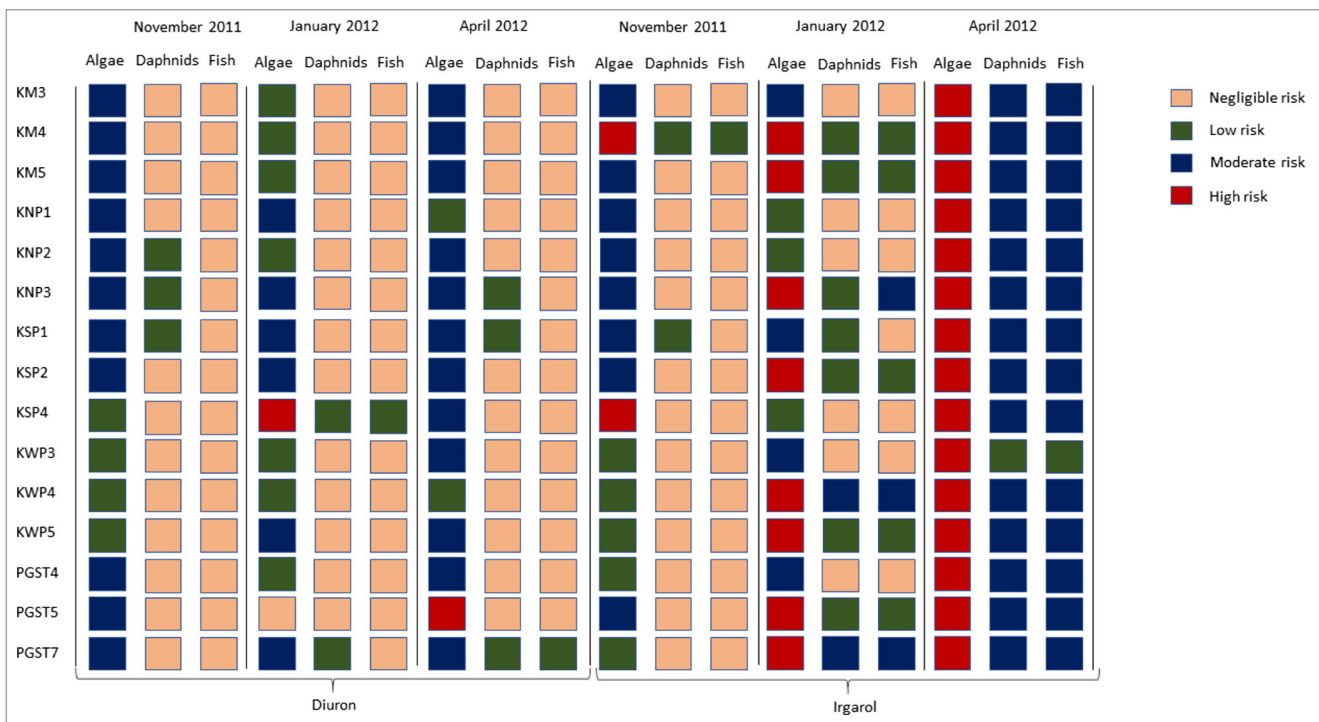 November 2011 January 2012 April 2012 November 2011 January 2012 April 2012
Algae Daphnids Fish Algae Daphnids Fish Algae Daphnids Fish Algae Daphnids Fish Algae Daphnids Fish Algae Daphnids Fish
KM3
KM4
KM5
KNP1
KNP2
KNP3
KSP1
KSP2
KSP4
KWP3
KWP4
KWP5
PGST4
PGST5
PGST7
Negligible risk
Low risk
Moderate risk
High risk
Diuron Irgarol